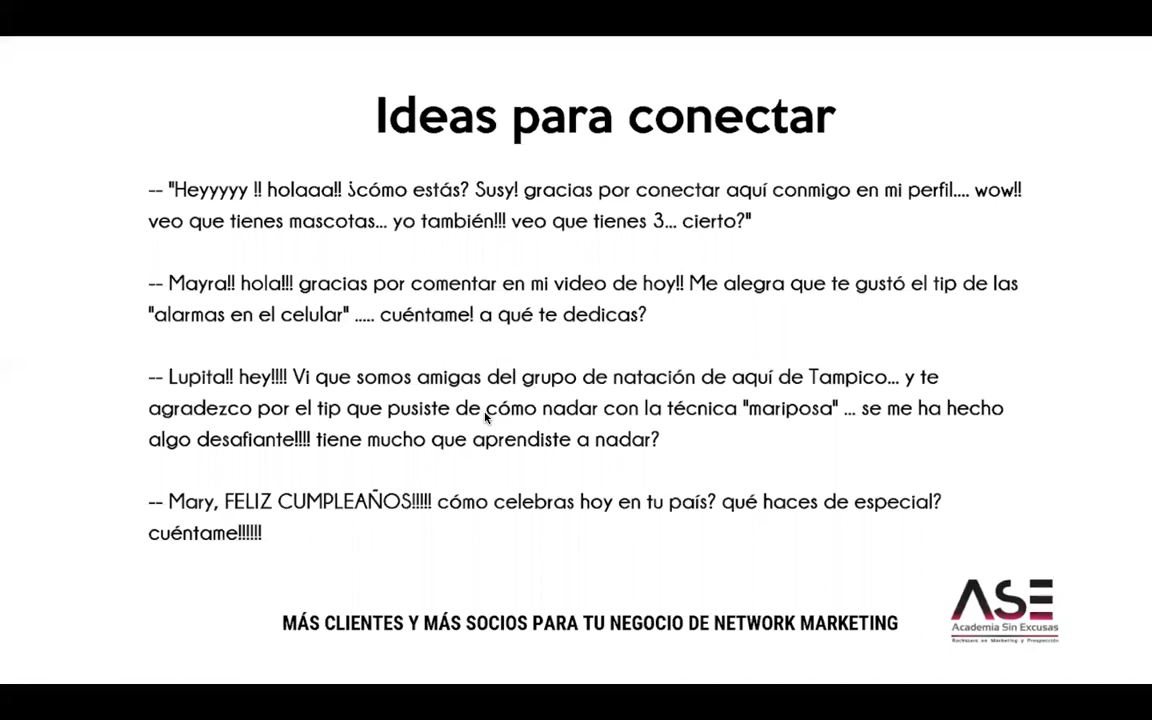 Ideas para conectar
-- "Heyyyyy !! holaaa!! ¿cómo estás? Susy! gracias por conectar aquí conmigo en mi perfil.... wow!!
veo que tienes mascotas... yo también!!! veo que tienes 3... cierto?"
-- Mayra!! hola!!! gracias por comentar en mi video de hoy!! Me alegra que te gustó el tip de las
"alarmas en el celular" ..... cuéntame! a qué te dedicas?
-- Lupita!! hey!!!! Vi que somos amigas del grupo de natación de aquí de Tampico... y te
agradezco por el tip que pusiste de cómo nadar con la técnica "mariposa" ... se me ha hecho
algo desafiante!!!! tiene mucho que aprendiste a nadar?
-- Mary, FELIZ CUMPLEAÑOS!!!!! cómo celebras hoy en tu país? qué haces de especial?
cuéntame!!!!!!
MÁS CLIENTES Y MÁS SOCIOS PARA TU NEGOCIO DE NETWORK MARKETING
ASE
Academia Sin Excusas
Rockstars en Marketing y Prospección